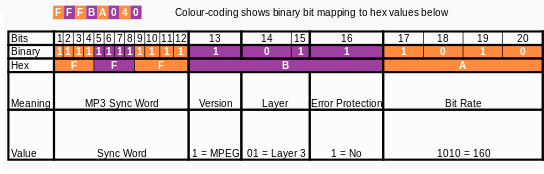 F F F B A 0 4 0 Colour-coding shows binary bit mapping to hex values below
Bits 1 2 3 4 5 6 7 8 9 10 11 12 13 14 15 16 17 18 19 20
Binary 1 1 1 1 1 1 1 1 1 1 1 1 1 0 1 1 1 0 1 0
Hex F F F B A
Meaning MP3 Sync Word Version Layer Error Protection Bit Rate
Value Sync Word 1 = MPEG 01 = Layer 3 1 = No 1010 = 160